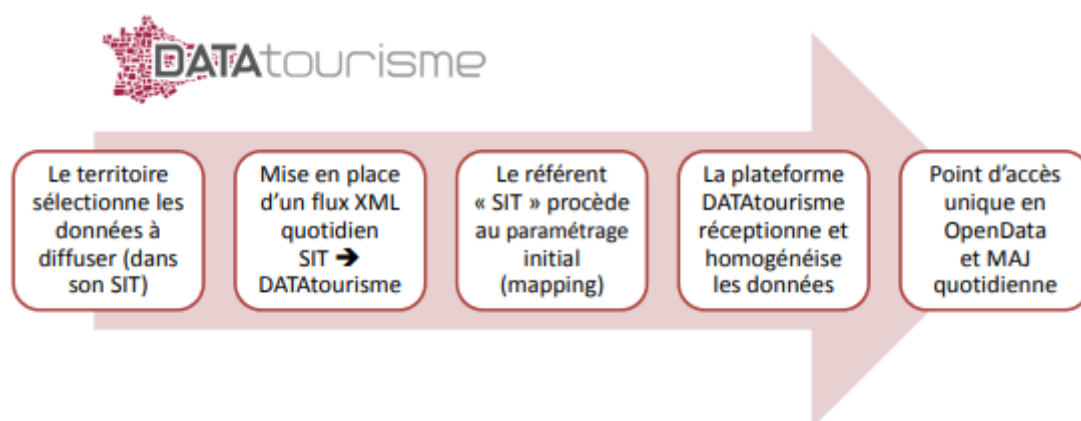 DATAtourisme
Le territoire
sélectionne les
données à
diffuser (dans
son SIT)
Mise en place
d'un flux XML
quotidien
SIT ➔
DATAtourisme
Le référent
« SIT » procède
au paramétrage
initial
(mapping)
La plateforme
DATAtourisme
réceptionne et
homogénéise
les données
Point d'accès
unique en
OpenData
et MAJ
quotidienne